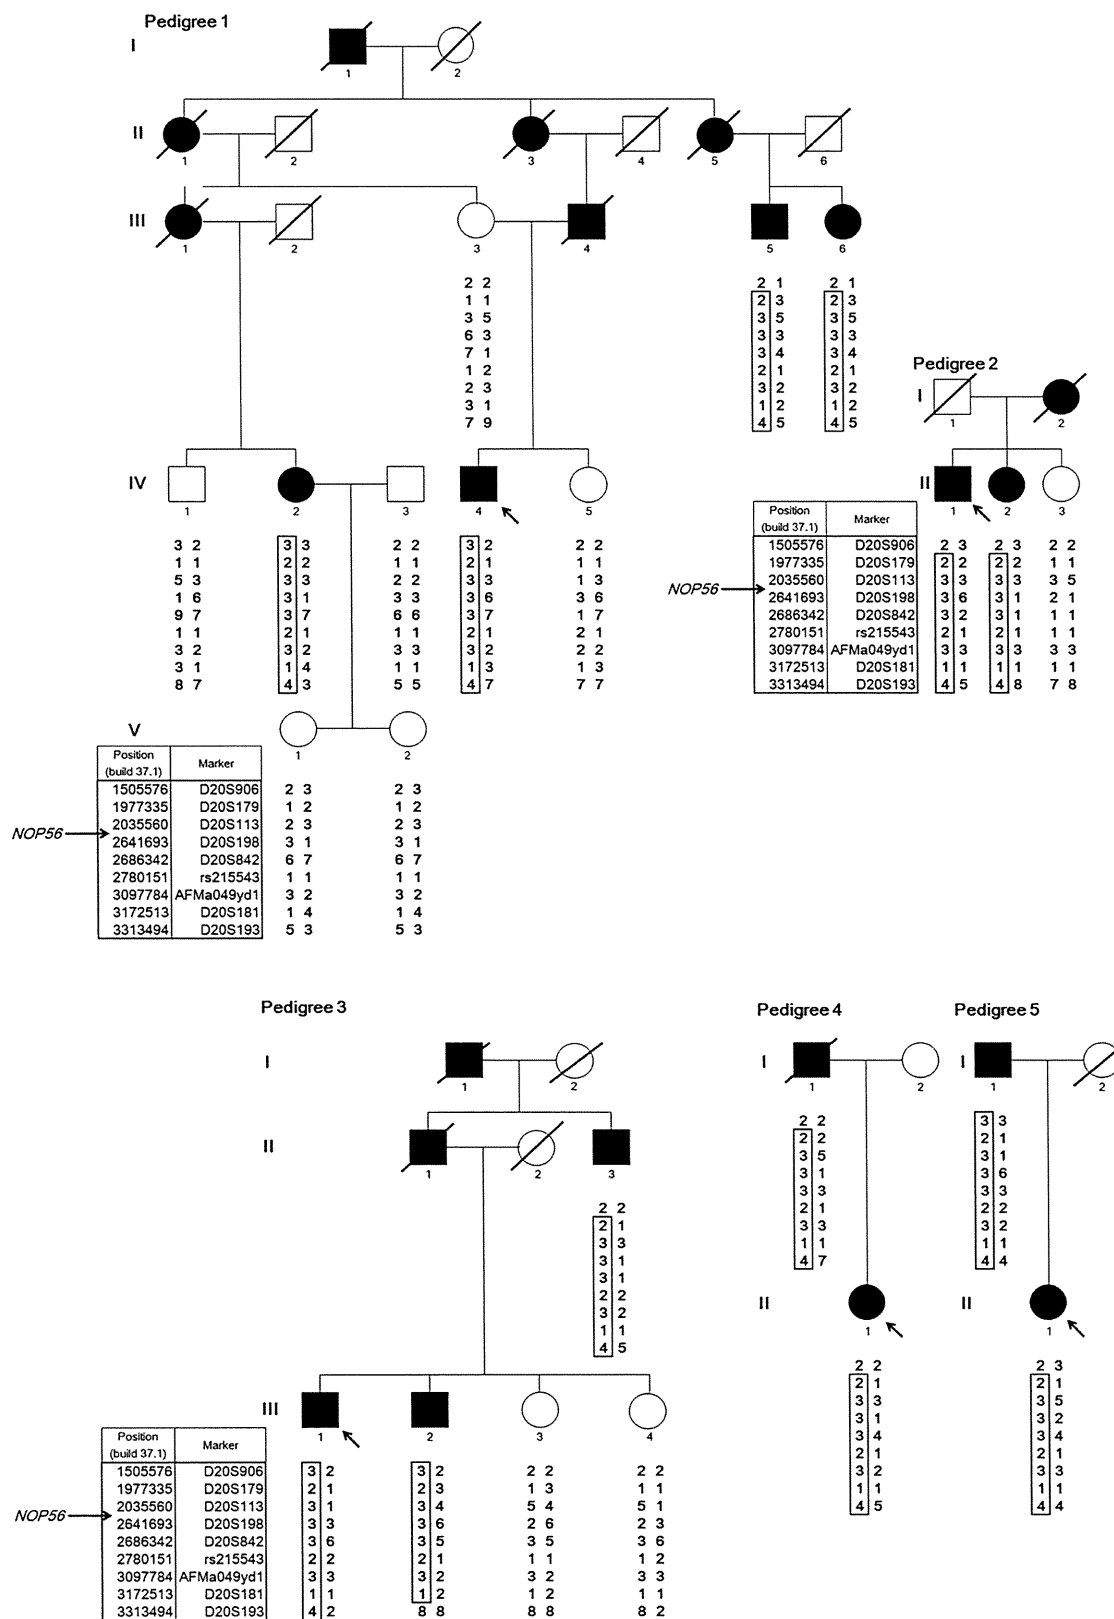 Pedigree 1
I
1 2
II
1 2 3 4 5 6
III
1 2 3 4 5 6
2 2
1 1
3 5
6 3
7 1
1 2
2 3
3 1
7 9
2 1 2 1
2 3 2 3
3 5 3 5
3 3 3 3
3 4 3 4
2 1 2 1
3 2 3 2
1 2 1 2
4 5 4 5
IV
1 2 3 4 5
3 2 3 3 2 2 3 2 2 2
1 1 2 2 1 1 2 1 1 1
5 3 3 3 2 2 3 3 1 3
1 6 3 1 3 3 3 6 3 6
9 7 3 7 6 6 3 7 1 7
1 1 2 1 1 1 2 1 2 1
3 2 3 2 3 3 3 2 2 2
3 1 1 4 1 1 1 3 1 3
8 7 4 3 5 5 4 7 7 7
V
1 2
Position (build 37.1) Marker
1505576 D20S906 2 3 2 3
1977335 D20S179 1 2 1 2
2035560 D20S113 2 3 2 3
NOP56
2641693 D20S198 3 1 3 1
2686342 D20S842 6 7 6 7
2780151 rs215543 1 1 1 1
3097784 AFMa049yd1 3 2 3 2
3172513 D20S181 1 4 1 4
3313494 D20S193 5 3 5 3
Pedigree 2
I
1 2
II
1 2 3
Position (build 37.1) Marker
1505576 D20S906 2 3 2 3 2 2
1977335 D20S179 2 2 2 2 1 1
2035560 D20S113 3 3 3 3 3 5
NOP56
2641693 D20S198 3 6 3 1 2 1
2686342 D20S842 3 2 3 1 1 1
2780151 rs215543 2 1 2 1 1 1
3097784 AFMa049yd1 3 3 3 3 3 3
3172513 D20S181 1 1 1 1 1 1
3313494 D20S193 4 5 4 8 7 8
Pedigree 3
I
1 2
II
1 2 3
2 2
2 1
3 3
3 1
3 1
2 2
3 2
1 1
4 5
III
1 2 3 4
Position (build 37.1) Marker
1505576 D20S906 3 2 3 2 2 2 2 2
1977335 D20S179 2 1 2 3 1 3 1 1
2035560 D20S113 3 1 3 4 5 4 5 1
NOP56
2641693 D20S198 3 3 3 6 2 6 2 3
2686342 D20S842 3 6 3 5 3 5 3 6
2780151 rs215543 2 2 2 1 1 1 1 2
3097784 AFMa049yd1 3 3 3 2 3 2 3 3
3172513 D20S181 1 1 1 2 1 2 1 1
3313494 D20S193 4 2 8 8 8 8 8 2
Pedigree 4
I
1 2
2 2
2 2
3 5
3 1
3 3
2 1
3 3
1 1
4 7
II
1
2 2
2 1
3 3
3 1
3 4
2 1
3 2
1 1
4 5
Pedigree 5
I
1 2
3 3
2 1
3 1
3 6
3 3
2 2
3 2
1 1
4 4
II
1
2 3
2 1
3 5
3 2
3 4
2 1
3 3
1 1
4 4